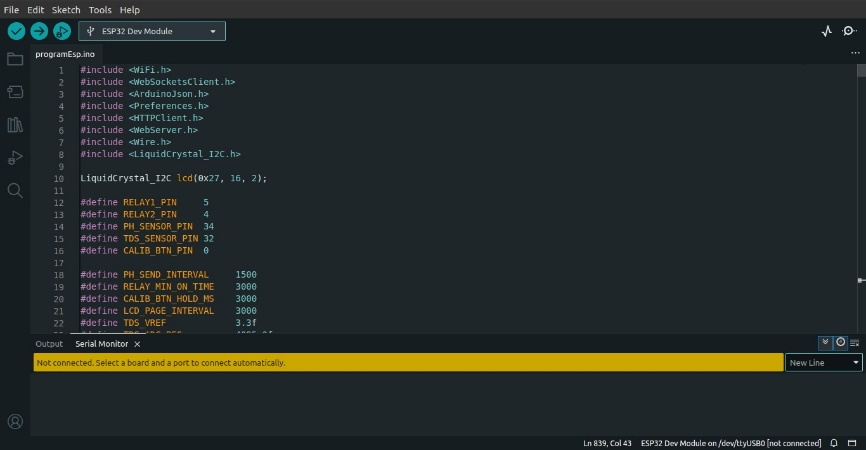 File Edit Sketch Tools Help
ESP32 Dev Module
programEsp.ino
1 #include <WiFi.h>
2 #include <WebSocketsClient.h>
3 #include <ArduinoJson.h>
4 #include <Preferences.h>
5 #include <HTTPClient.h>
6 #include <WebServer.h>
7 #include <Wire.h>
8 #include <LiquidCrystal_I2C.h>
9
10 LiquidCrystal_I2C lcd(0x27, 16, 2);
11
12 #define RELAY1_PIN 5
13 #define RELAY2_PIN 4
14 #define PH_SENSOR_PIN 34
15 #define TDS_SENSOR_PIN 32
16 #define CALIB_BTN_PIN 0
17
18 #define PH_SEND_INTERVAL 1500
19 #define RELAY_MIN_ON_TIME 3000
20 #define CALIB_BTN_HOLD_MS 3000
21 #define LCD_PAGE_INTERVAL 3000
22 #define TDS_VREF 3.3f
Output Serial Monitor
Not connected. Select a board and a port to connect automatically.
New Line
Ln 839, Col 43 ESP32 Dev Module on /dev/ttyUSB0 [not connected]